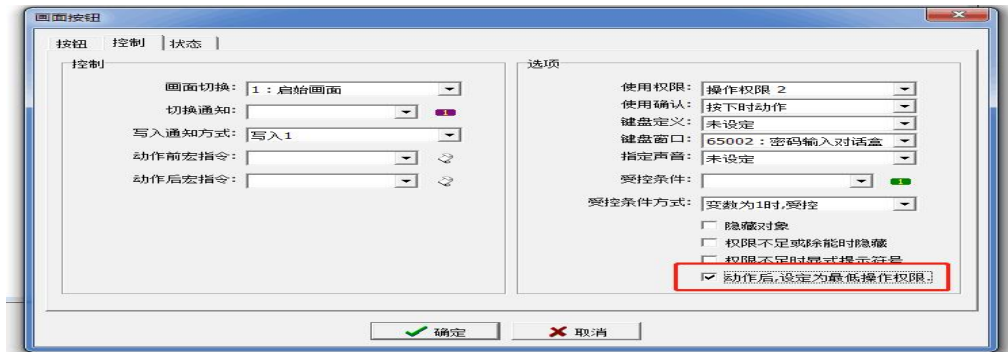 画面按钮
按钮 控制 状态
控制
画面切换: 1：启始画面
切换通知:
写入通知方式: 写入1
动作前宏指令:
动作后宏指令:
选项
使用权限: 操作权限 2
使用确认: 按下时动作
键盘定义: 未设定
键盘窗口: 65002：密码输入对话盒
指定声音: 未设定
受控条件:
受控条件方式: 变数为1时,受控
隐藏对象
权限不足或除能时隐藏
权限不足时显式提示符号
动作后,设定为最低操作权限.
确定 取消